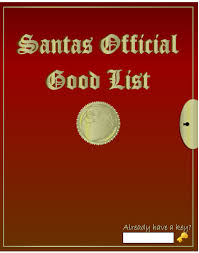 Santas Official
Good List
Already have a key?